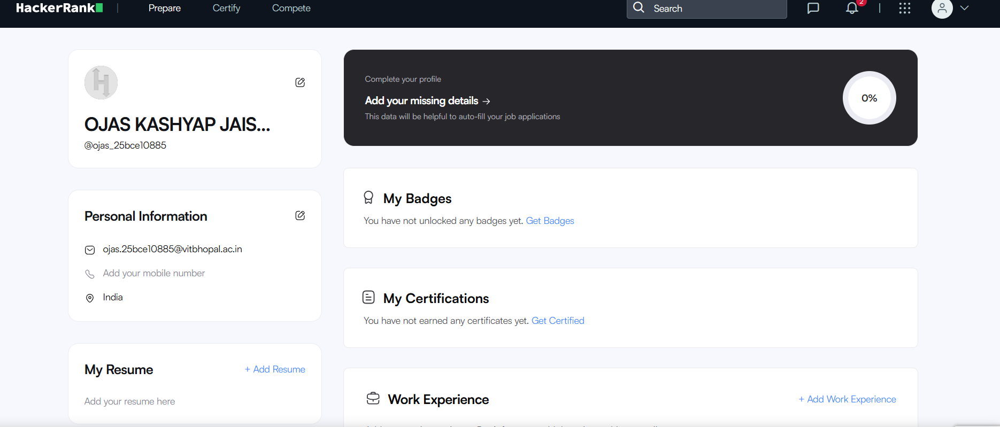 HackerRank
Prepare
Certify
Compete
Search
2
OJAS KASHYAP JAIS...
@ojas_25bce10885
Personal Information
ojas.25bce10885@vitbhopal.ac.in
Add your mobile number
India
My Resume
+ Add Resume
Add your resume here
Complete your profile
Add your missing details →
This data will be helpful to auto-fill your job applications
0%
My Badges
You have not unlocked any badges yet. Get Badges
My Certifications
You have not earned any certificates yet. Get Certified
Work Experience
+ Add Work Experience